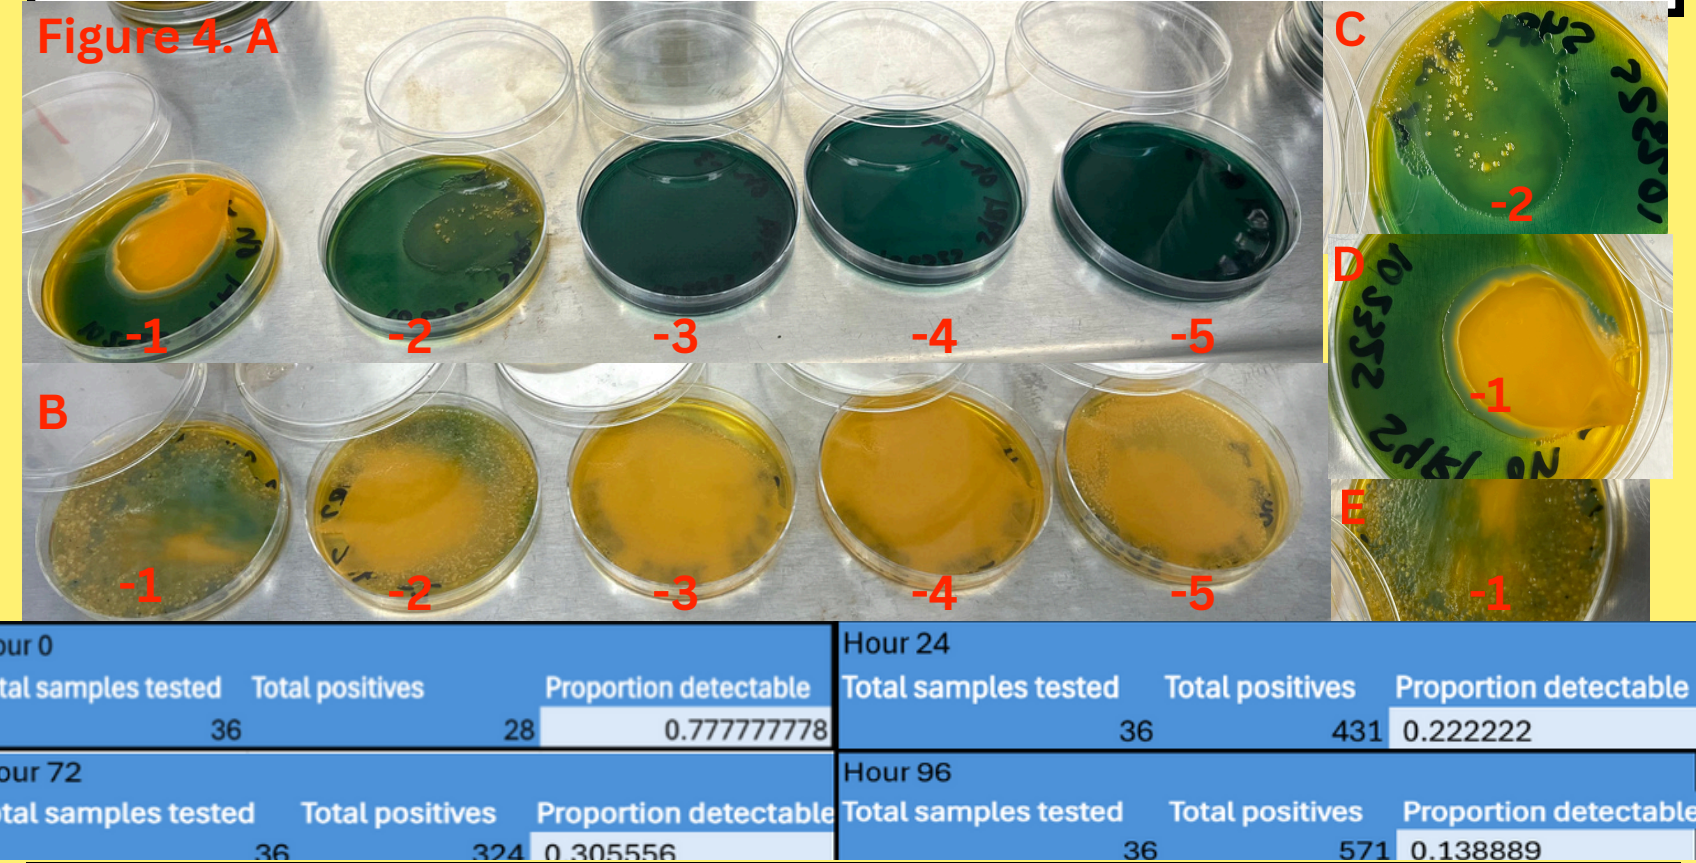 Figure 4. A
-1
-2
-3
-4
-5
B
-1
-2
-3
-4
-5
C
-2
D
-1
NO
E
-1
our 0
tal samples tested Total positives Proportion detectable
36 28 0.777777778
Hour 24
Total samples tested Total positives Proportion detectable
36 431 0.222222
our 72
otal samples tested Total positives Proportion detectable
36 324 0.305556
Hour 96
Total samples tested Total positives Proportion detectable
36 571 0.138889